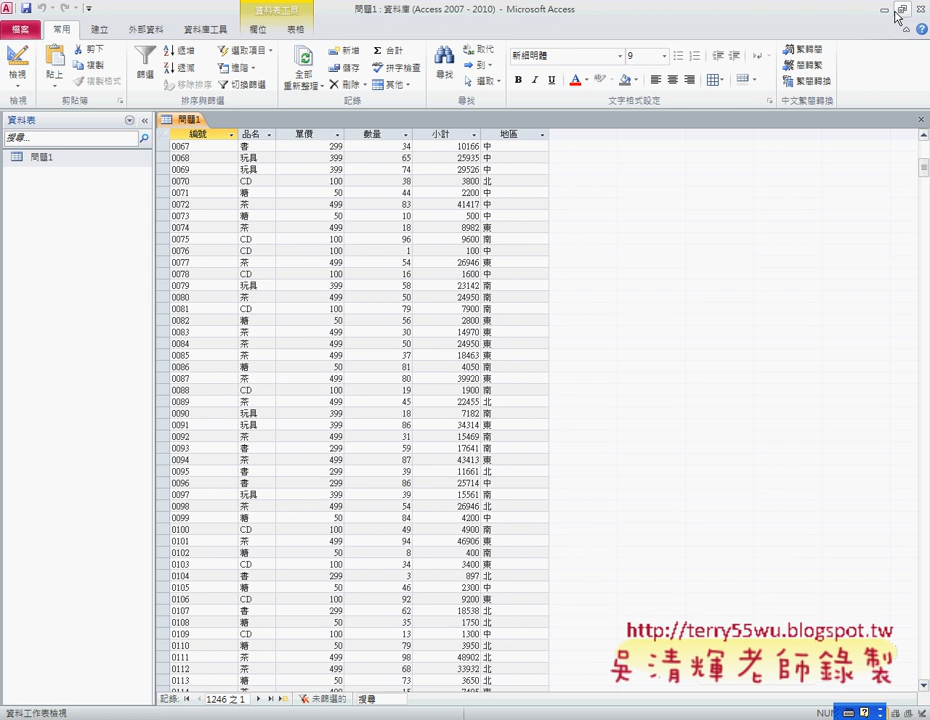 問題1 : 資料庫 (Access 2007 - 2010) - Microsoft Access
資料表工具
檔案 常用 建立 外部資料 資料庫工具 欄位 表格
檢視 貼上 剪下 複製 複製格式 篩選 遞增 遞減 移除排序 選取項目 進階 切換篩選 全部重新整理 新增 儲存 刪除 合計 拼字檢查 其他 尋找 取代 到 選取 新細明體 9 B I U 繁轉簡 簡轉繁 繁簡轉換
檢視 剪貼簿 排序與篩選 記錄 尋找 文字格式設定 中文繁簡轉換
資料表 問題1
搜尋...
問題1
編號 品名 單價 數量 小計 地區
0067 書 299 34 10166 中
0068 玩具 399 65 25935 中
0069 玩具 399 74 29526 中
0070 CD 100 38 3800 北
0071 糖 50 44 2200 中
0072 茶 499 83 41417 中
0073 糖 50 10 500 中
0074 茶 499 18 8982 南
0075 CD 100 96 9600 南
0076 CD 100 1 100 中
0077 茶 499 54 26946 東
0078 CD 100 16 1600 中
0079 玩具 399 58 23142 南
0080 茶 499 50 24950 南
0081 CD 100 79 7900 南
0082 糖 50 56 2800 東
0083 茶 499 30 14970 東
0084 茶 499 50 24950 東
0085 茶 499 37 18463 東
0086 糖 50 81 4050 南
0087 茶 499 80 39920 東
0088 CD 100 19 1900 南
0089 茶 499 45 22455 北
0090 玩具 399 18 7182 南
0091 玩具 399 86 34314 東
0092 茶 499 31 15469 南
0093 書 299 59 17641 南
0094 茶 499 87 43413 東
0095 書 299 39 11661 北
0096 書 299 86 25714 中
0097 玩具 399 39 15561 南
0098 茶 499 54 26946 北
0099 糖 50 84 4200 中
0100 CD 100 49 4900 南
0101 茶 499 94 46906 東
0102 糖 50 8 400 南
0103 CD 100 34 3400 東
0104 書 299 3 897 北
0105 糖 50 46 2300 中
0106 CD 100 92 9200 東
0107 書 299 62 18538 北
0108 糖 50 35 1750 北
0109 CD 100 13 1300 中
0110 糖 50 79 3950 北
0111 茶 499 98 48902 北
0112 茶 499 68 33932 北
0113 糖 50 73 3650 北
http://terry55wu.blogspot.tw
吳清輝老師錄製
記錄: 1246 之 1 未篩選的 搜尋
資料工作表檢視 NUM